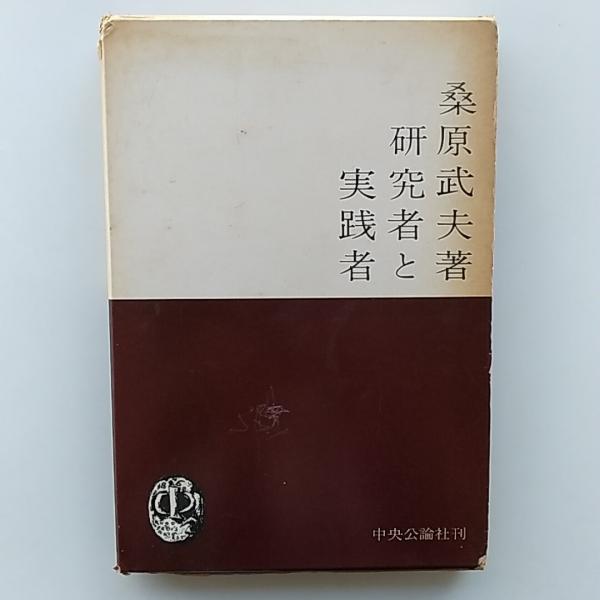 桑原武夫著
研究者と
実践者
中央公論社刊